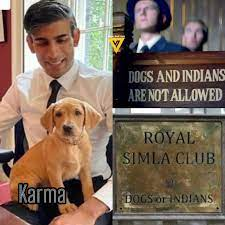 Karma
DOGS AND INDIANS
ARE NOT ALLOWED
ROYAL
SIMLA CLUB
DOGS or INDIANS